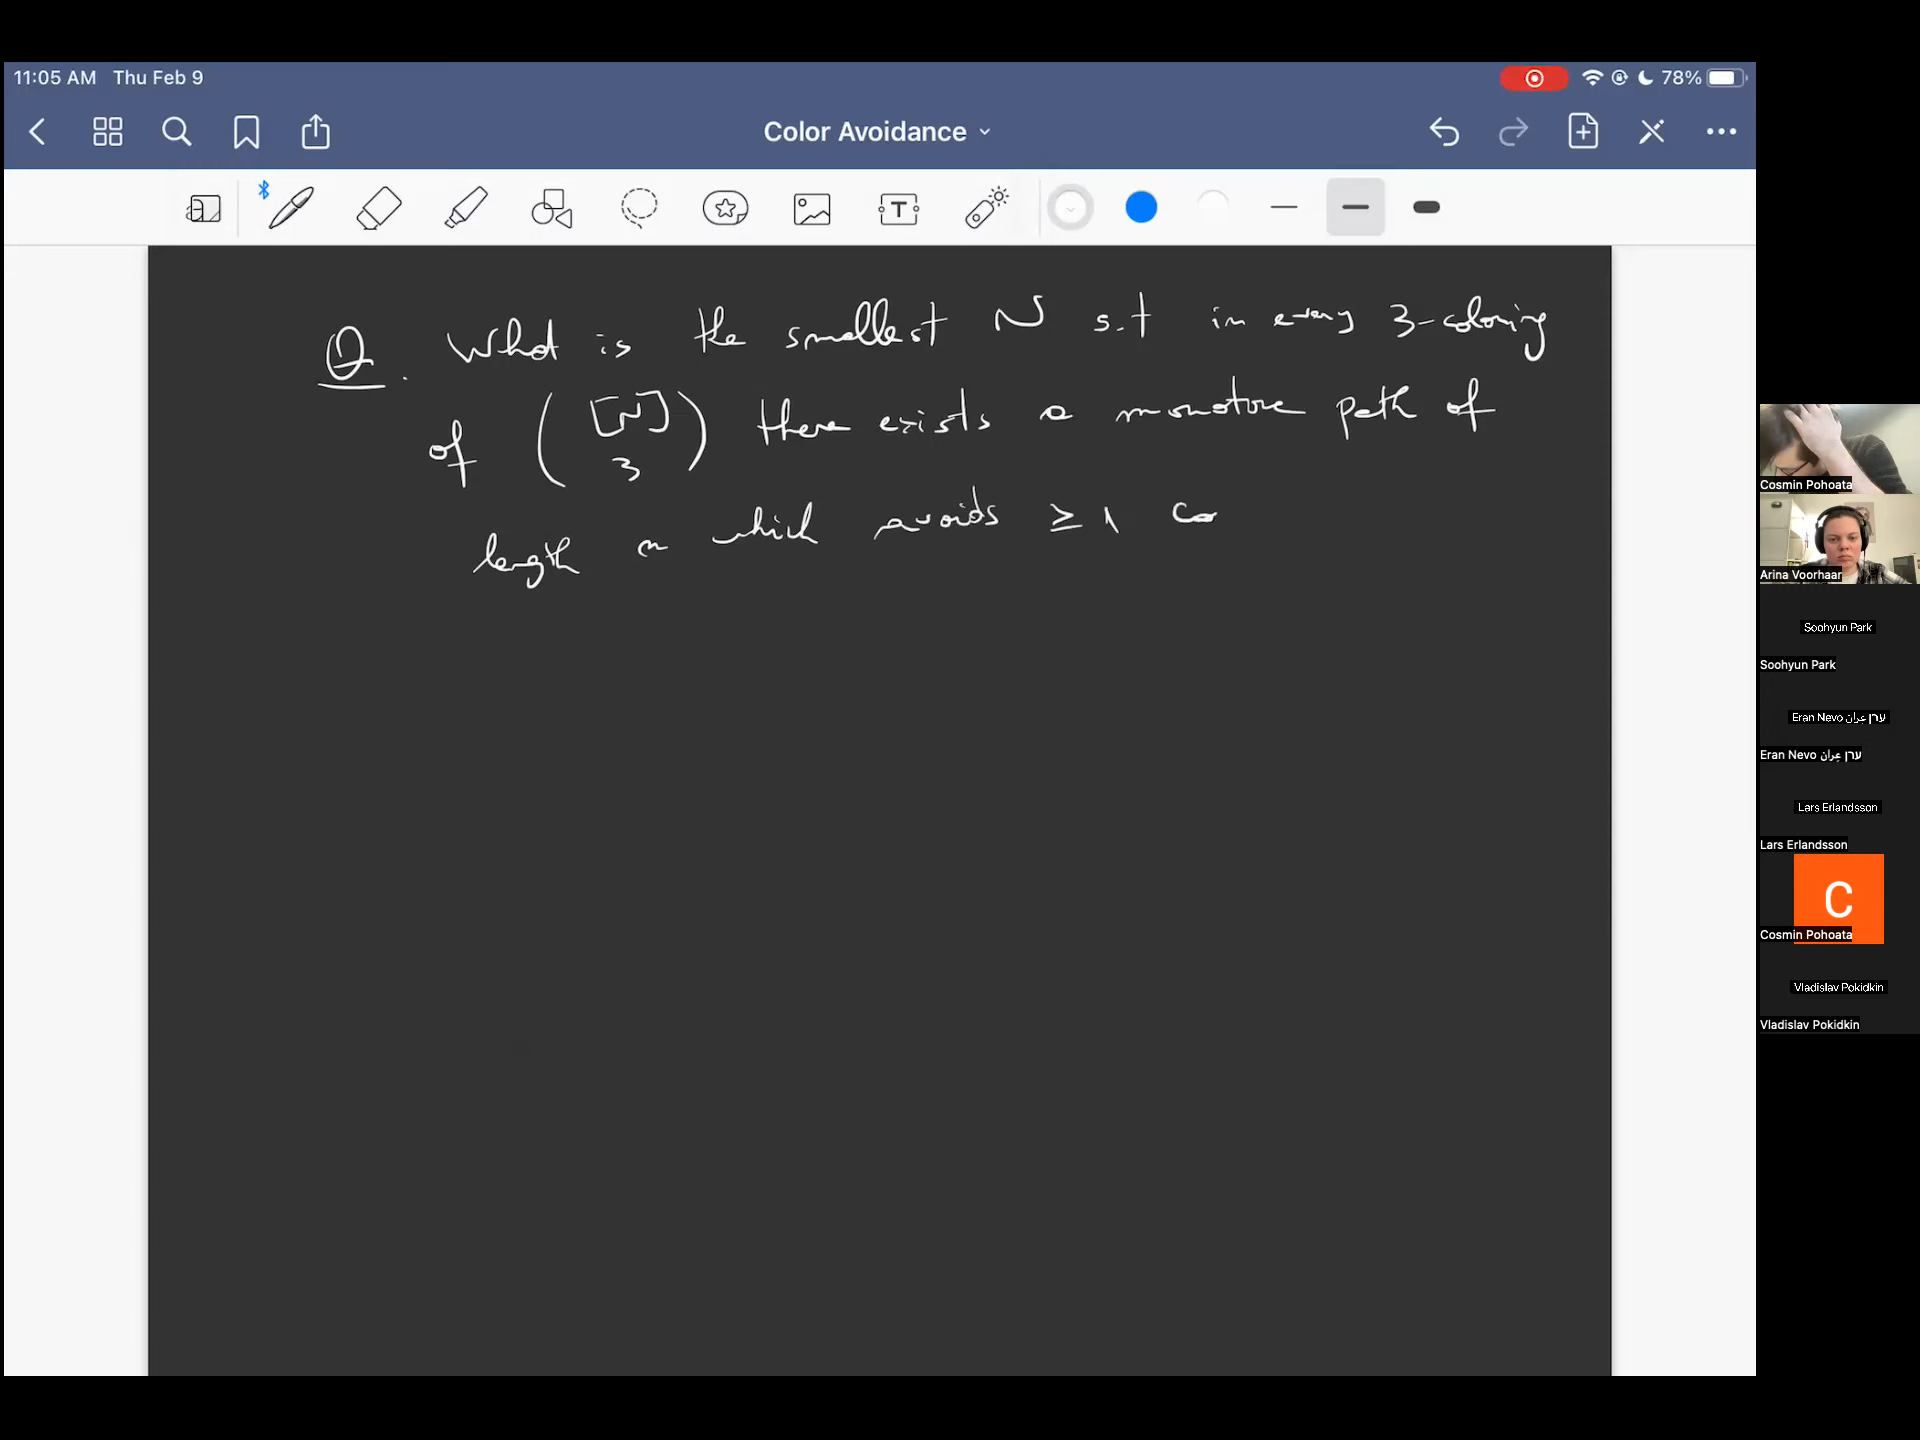 11:05 AM Thu Feb 9
78%
Color Avoidance
Q. What is the smallest N s.t in every 3-coloring
of ([N] 3) there exists a monotone path of
length n which avoids ≥ 1 co
Cosmin Pohoata
Arina Voorhaar
Soohyun Park
Soohyun Park
Eran Nevo ערן عران
Eran Nevo ערן عران
Lars Erlandsson
Lars Erlandsson
C
Cosmin Pohoata
Vladislav Pokidkin
Vladislav Pokidkin